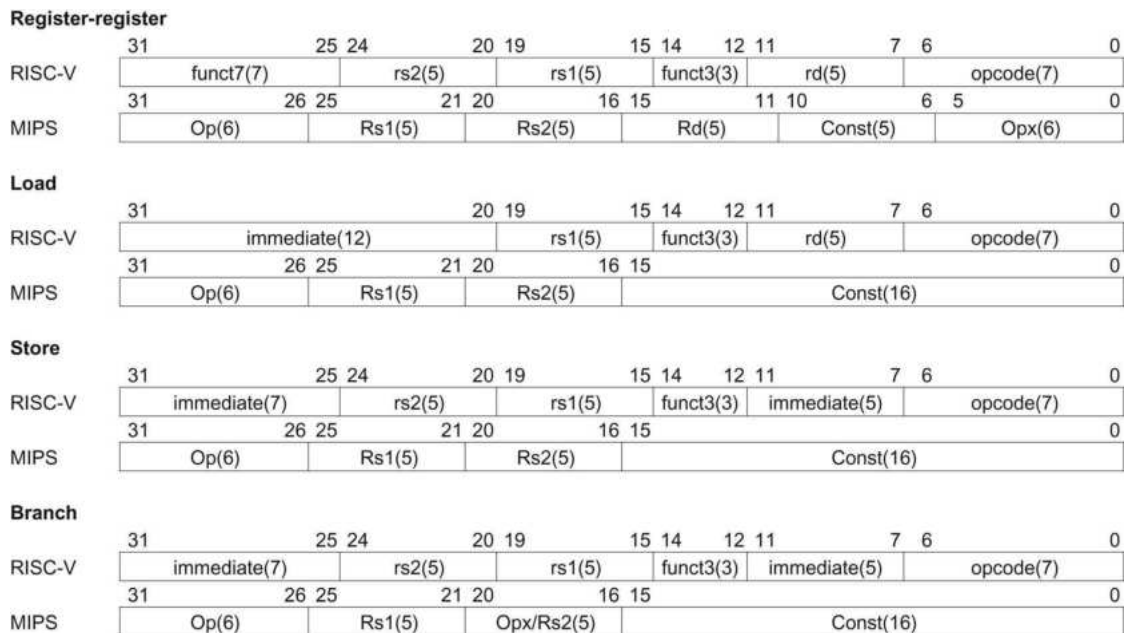 Register-register
31 25 24 20 19 15 14 12 11 7 6 0
RISC-V funct7(7) rs2(5) rs1(5) funct3(3) rd(5) opcode(7)
31 26 25 21 20 16 15 11 10 6 5 0
MIPS Op(6) Rs1(5) Rs2(5) Rd(5) Const(5) Opx(6)
Load
31 20 19 15 14 12 11 7 6 0
RISC-V immediate(12) rs1(5) funct3(3) rd(5) opcode(7)
31 26 25 21 20 16 15 0
MIPS Op(6) Rs1(5) Rs2(5) Const(16)
Store
31 25 24 20 19 15 14 12 11 7 6 0
RISC-V immediate(7) rs2(5) rs1(5) funct3(3) immediate(5) opcode(7)
31 26 25 21 20 16 15 0
MIPS Op(6) Rs1(5) Rs2(5) Const(16)
Branch
31 25 24 20 19 15 14 12 11 7 6 0
RISC-V immediate(7) rs2(5) rs1(5) funct3(3) immediate(5) opcode(7)
31 26 25 21 20 16 15 0
MIPS Op(6) Rs1(5) Opx/Rs2(5) Const(16)